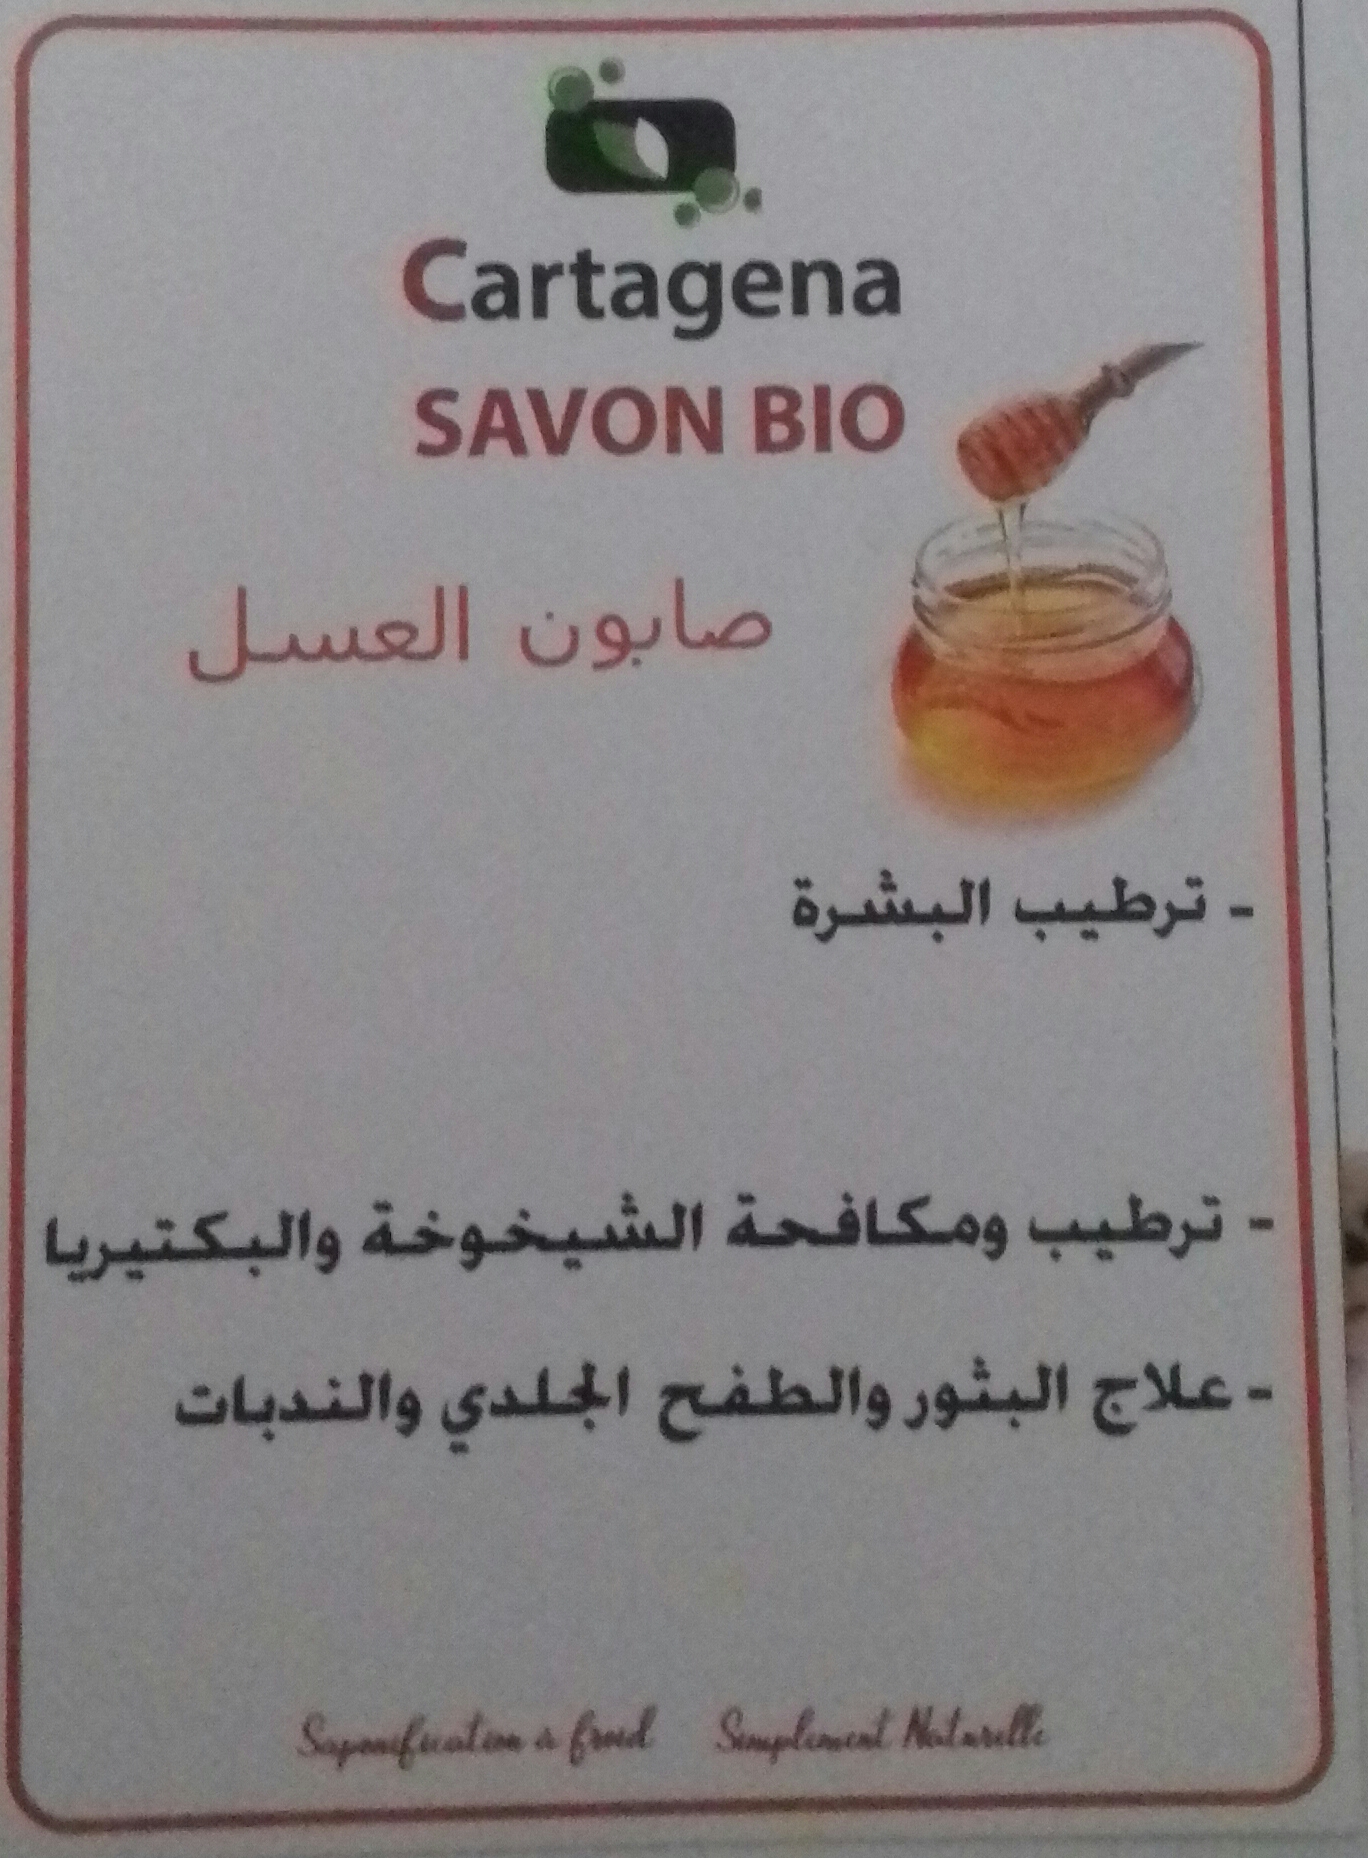 Cartagena
SAVON BIO
صابون العسل
- ترطيب البشرة
- ترطيب ومكافحة الشيخوخة والبكتيريا
- علاج البثور والطفح الجلدي والندبات
Saponification à froid Simplement Naturelle